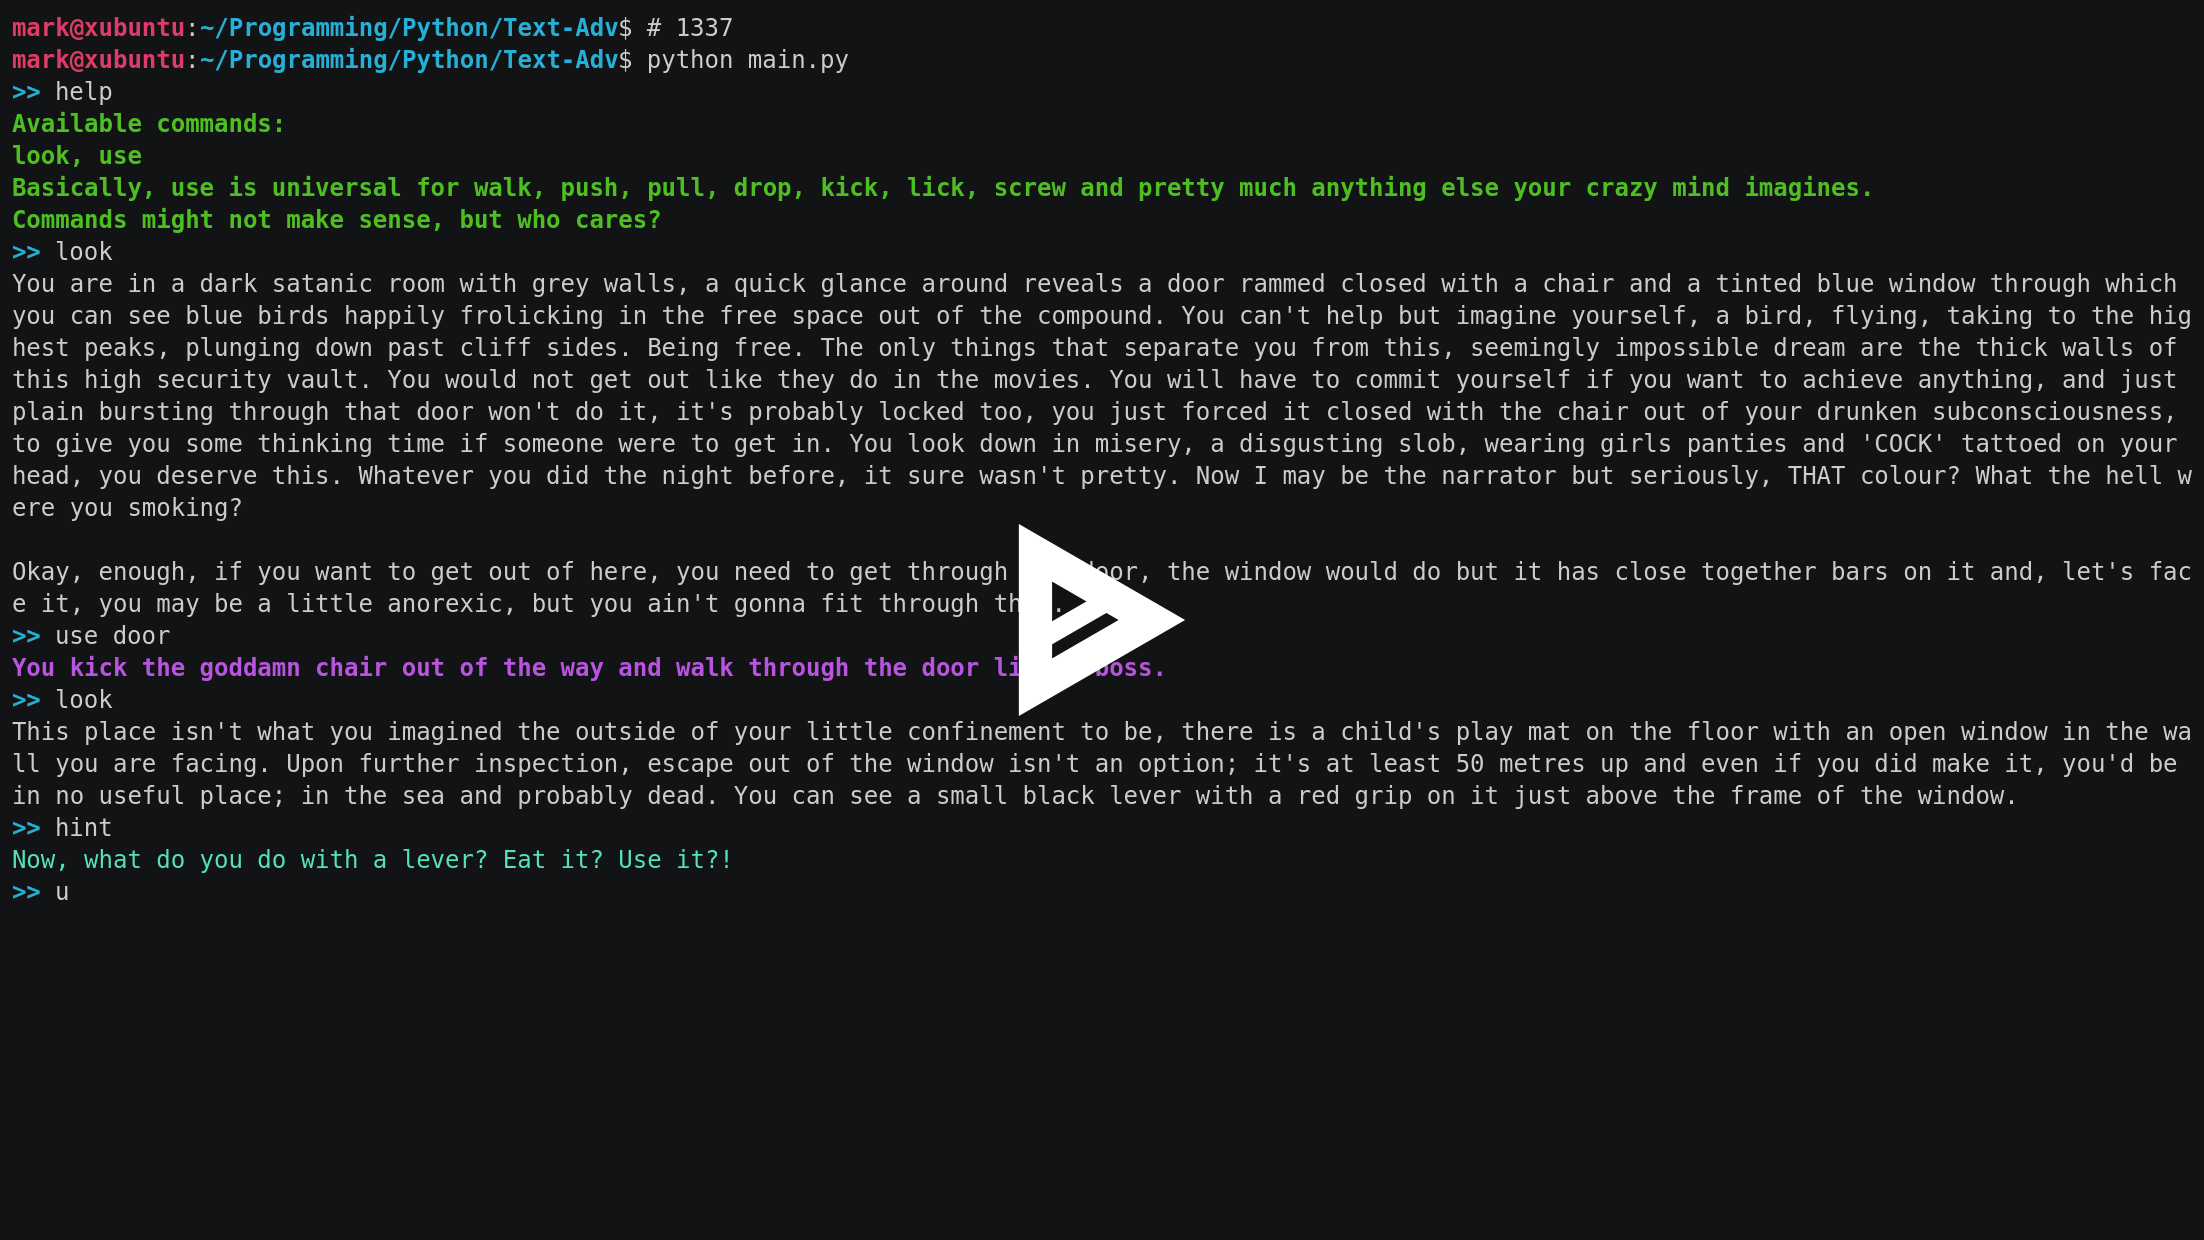 mark@xubuntu:~/Programming/Python/Text-Adv$ # 1337
mark@xubuntu:~/Programming/Python/Text-Adv$ python main.py
>> help
Available commands:
look, use
Basically, use is universal for walk, push, pull, drop, kick, lick, screw and pretty much anything else your crazy mind imagines.
Commands might not make sense, but who cares?
>> look
You are in a dark satanic room with grey walls, a quick glance around reveals a door rammed closed with a chair and a tinted blue window through which
you can see blue birds happily frolicking in the free space out of the compound. You can't help but imagine yourself, a bird, flying, taking to the hig
hest peaks, plunging down past cliff sides. Being free. The only things that separate you from this, seemingly impossible dream are the thick walls of
this high security vault. You would not get out like they do in the movies. You will have to commit yourself if you want to achieve anything, and just
plain bursting through that door won't do it, it's probably locked too, you just forced it closed with the chair out of your drunken subconsciousness,
to give you some thinking time if someone were to get in. You look down in misery, a disgusting slob, wearing girls panties and 'COCK' tattoed on your
head, you deserve this. Whatever you did the night before, it sure wasn't pretty. Now I may be the narrator but seriously, THAT colour? What the hell w
ere you smoking?
Okay, enough, if you want to get out of here, you need to get through door, the window would do but it has close together bars on it and, let's fac
e it, you may be a little anorexic, but you ain't gonna fit through
>> use door
You kick the goddamn chair out of the way and walk through the door boss.
>> look
This place isn't what you imagined the outside of your little confinement to be, there is a child's play mat on the floor with an open window in the wa
ll you are facing. Upon further inspection, escape out of the window isn't an option; it's at least 50 metres up and even if you did make it, you'd be
in no useful place; in the sea and probably dead. You can see a small black lever with a red grip on it just above the frame of the window.
>> hint
Now, what do you do with a lever? Eat it? Use it?!
>> u